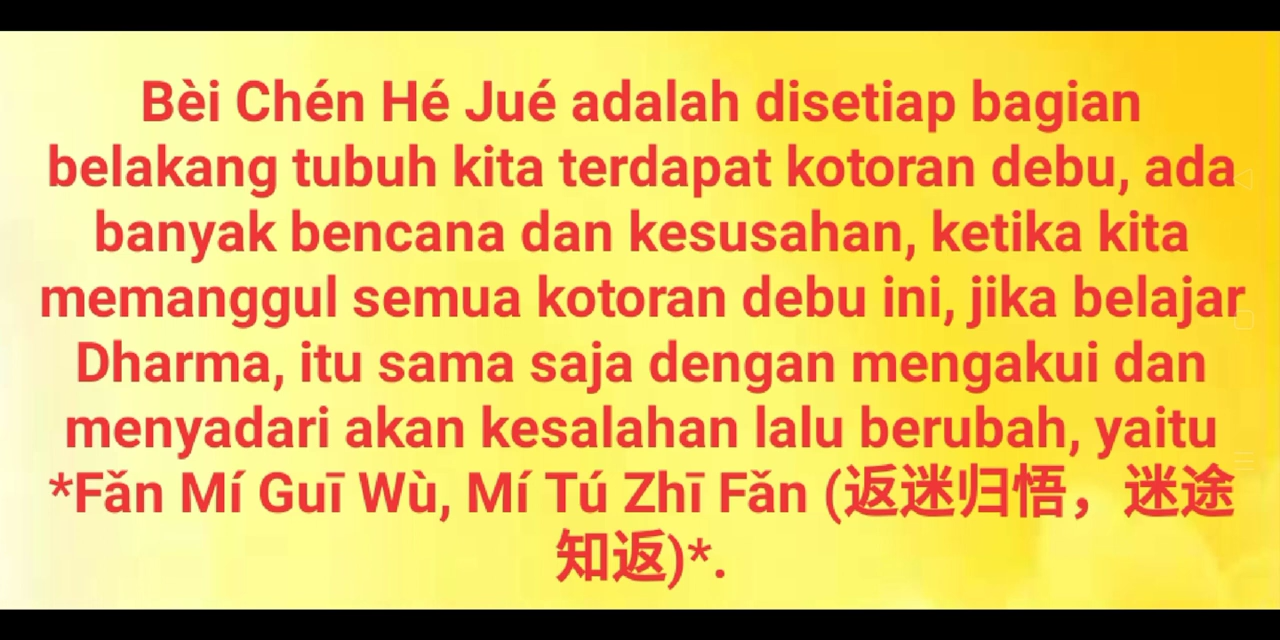 Bèi Chén Hé Jué adalah disetiap bagian
belakang tubuh kita terdapat kotoran debu, ada
banyak bencana dan kesusahan, ketika kita
memanggul semua kotoran debu ini, jika belajar
Dharma, itu sama saja dengan mengakui dan
menyadari akan kesalahan lalu berubah, yaitu
*Fǎn Mí Guī Wù, Mí Tú Zhī Fǎn (返迷归悟，迷途
知返)*.